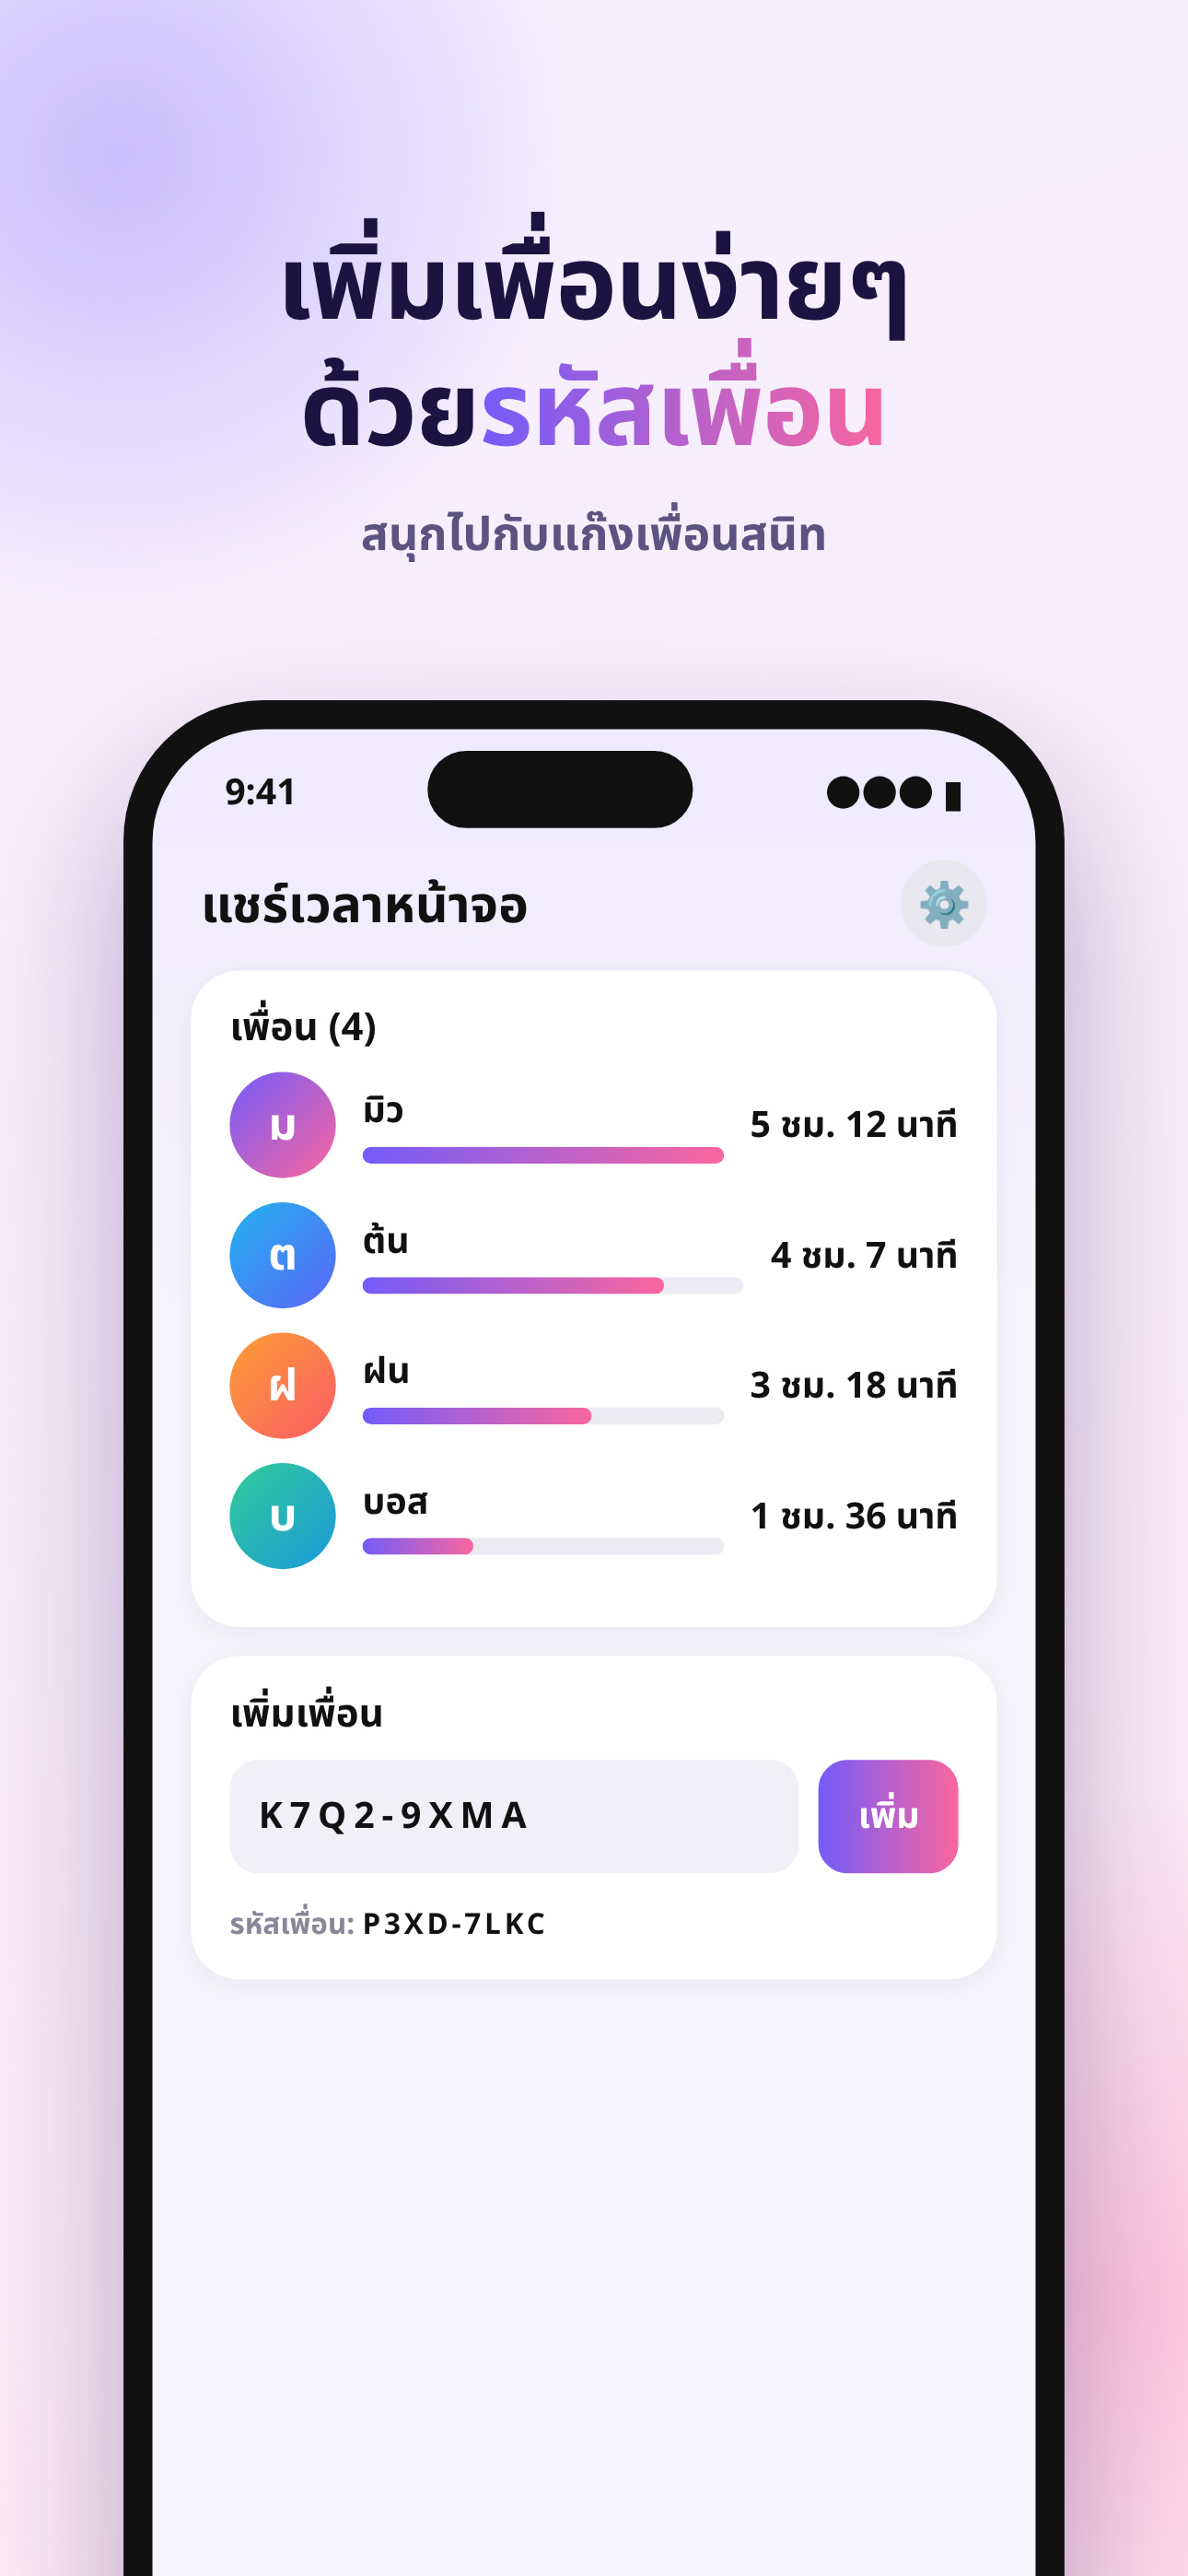 เพิ่มเพื่อนง่ายๆ
ด้วยรหัสเพื่อน
สนุกไปกับแก๊งเพื่อนสนิท
9:41
แชร์เวลาหน้าจอ
เพื่อน (4)
ม
มิว
5 ชม. 12 นาที
ต
ต้น
4 ชม. 7 นาที
ฝ
ฝน
3 ชม. 18 นาที
บ
บอส
1 ชม. 36 นาที
เพิ่มเพื่อน
K7Q2-9XMA
เพิ่ม
รหัสเพื่อน: P3XD-7LKC